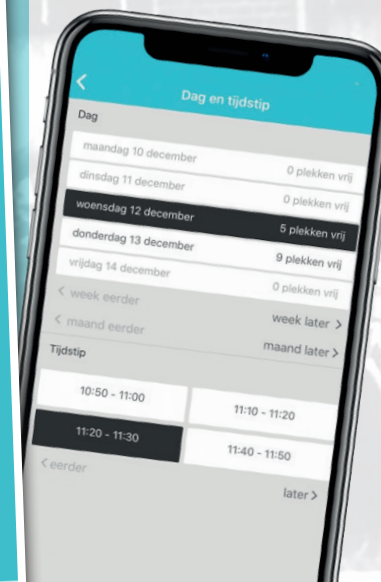 Dag en tijdstip
Dag
maandag 10 december 0 plekken vrij
dinsdag 11 december 0 plekken vrij
woensdag 12 december 5 plekken vrij
donderdag 13 december 9 plekken vrij
vrijdag 14 december 0 plekken vrij
< week eerder week later >
< maand eerder maand later >
Tijdstip
10:50 - 11:00 11:10 - 11:20
11:20 - 11:30 11:40 - 11:50
< eerder later >